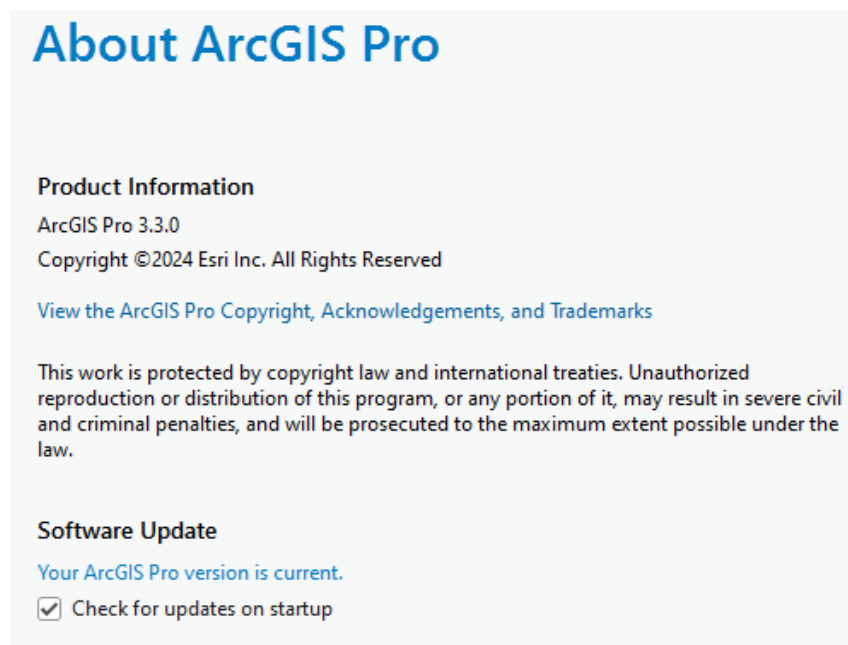 About ArcGIS Pro
Product Information
ArcGIS Pro 3.3.0
Copyright ©2024 Esri Inc. All Rights Reserved
View the ArcGIS Pro Copyright, Acknowledgements, and Trademarks
This work is protected by copyright law and international treaties. Unauthorized
reproduction or distribution of this program, or any portion of it, may result in severe civil
and criminal penalties, and will be prosecuted to the maximum extent possible under the
law.
Software Update
Your ArcGIS Pro version is current.
Check for updates on startup